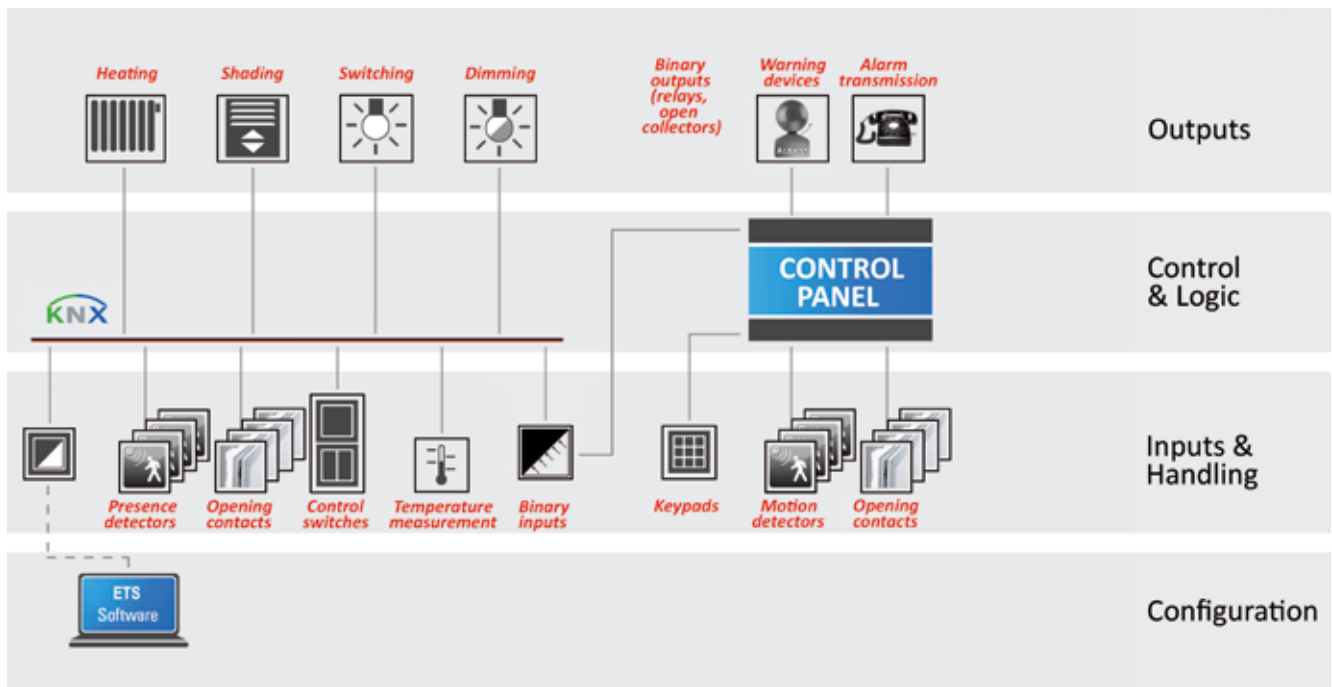 Heating
Shading
Switching
Dimming
Binary
outputs
(relays,
open
collectors)
Warning
devices
Alarm
transmission
Outputs
CONTROL
PANEL
Control
& Logic
KNX
Presence
detectors
Opening
contacts
Control
switches
Temperature
measurement
Binary
inputs
Keypads
Motion
detectors
Opening
contacts
Inputs &
Handling
ETS
Software
Configuration